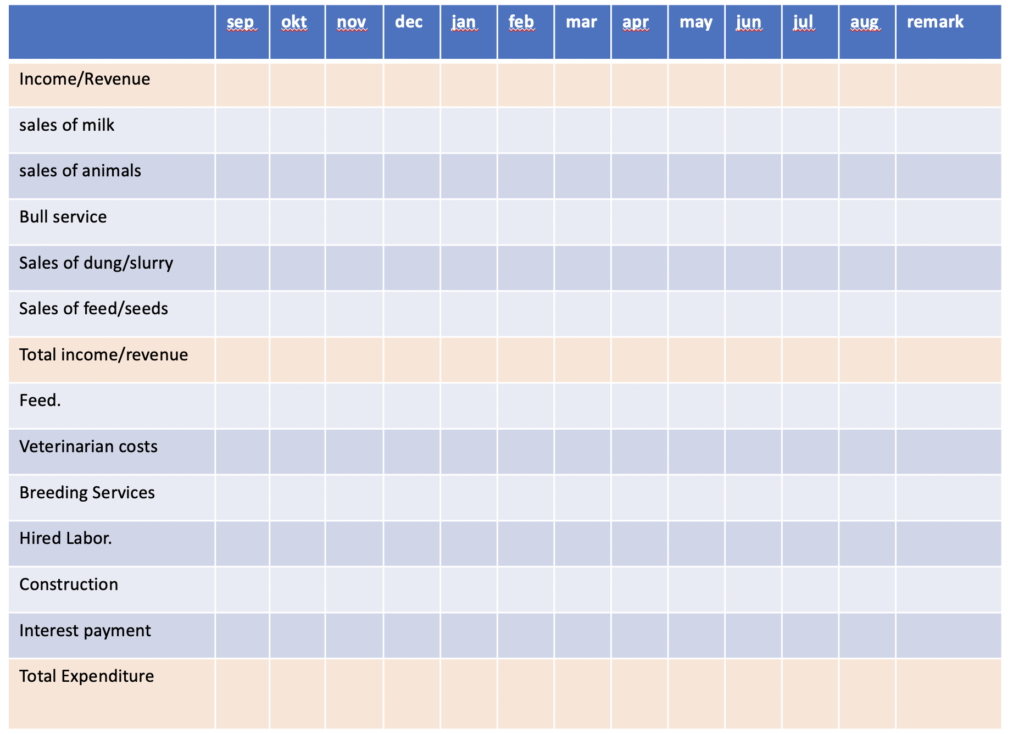 sep okt nov dec jan feb mar apr may jun jul aug remark
Income/Revenue
sales of milk
sales of animals
Bull service
Sales of dung/slurry
Sales of feed/seeds
Total income/revenue
Feed.
Veterinarian costs
Breeding Services
Hired Labor.
Construction
Interest payment
Total Expenditure